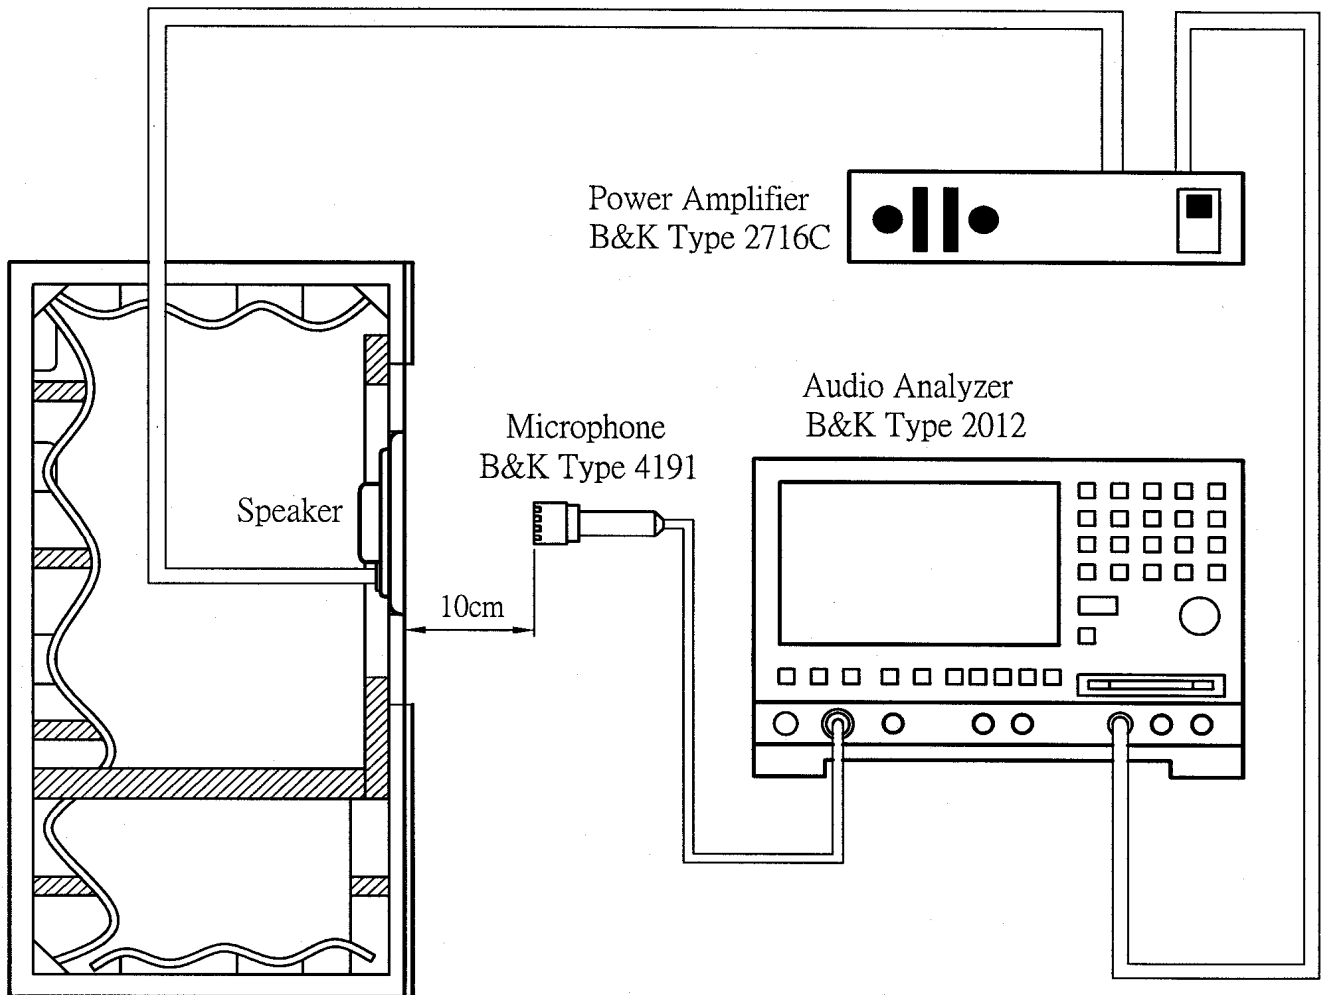 Power Amplifier
B&K Type 2716C
Audio Analyzer
B&K Type 2012
Microphone
B&K Type 4191
Speaker
10cm